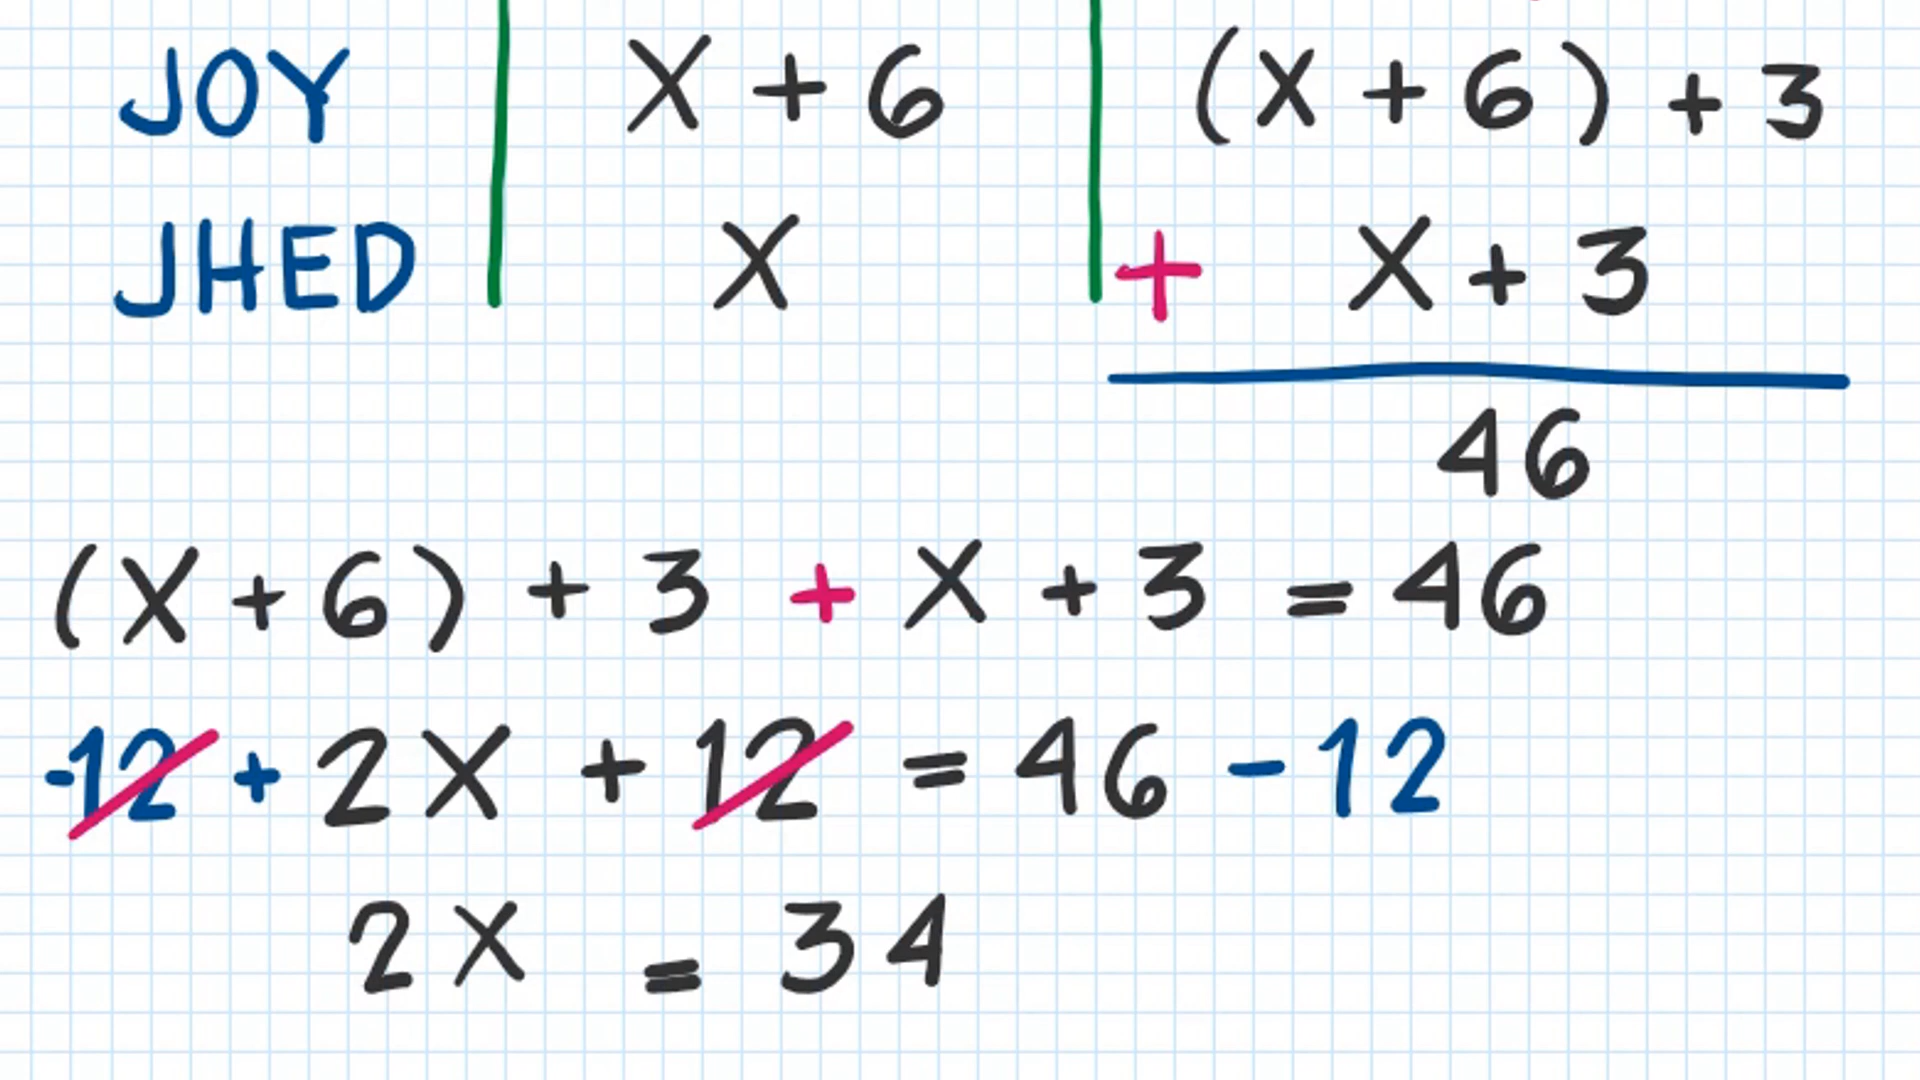 JOY X + 6 (X + 6) + 3
JHED X + X + 3
46
(X + 6) + 3 + X + 3 = 46
-12 + 2X + 12 = 46 - 12
2X = 34